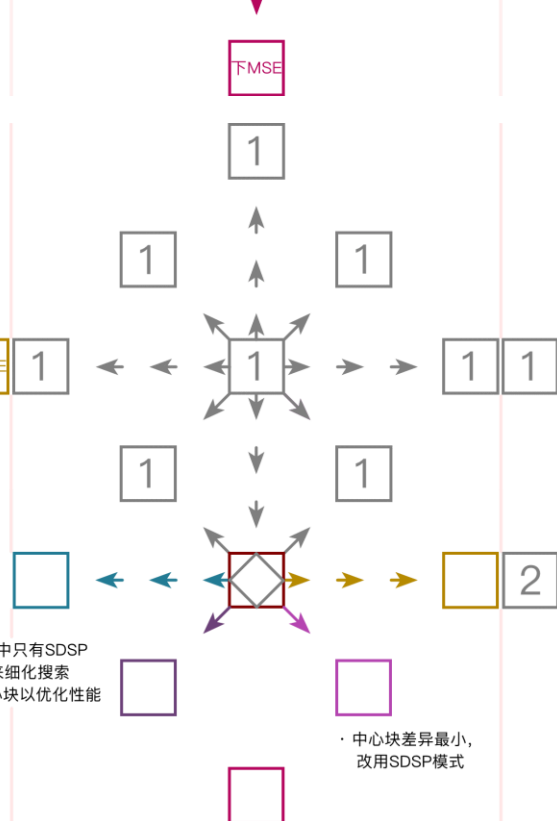 下MSE
1
1 1
1 1 1 1
1 1
2
中只有SDSP
来细化搜索
块以优化性能
· 中心块差异最小，
改用SDSP模式